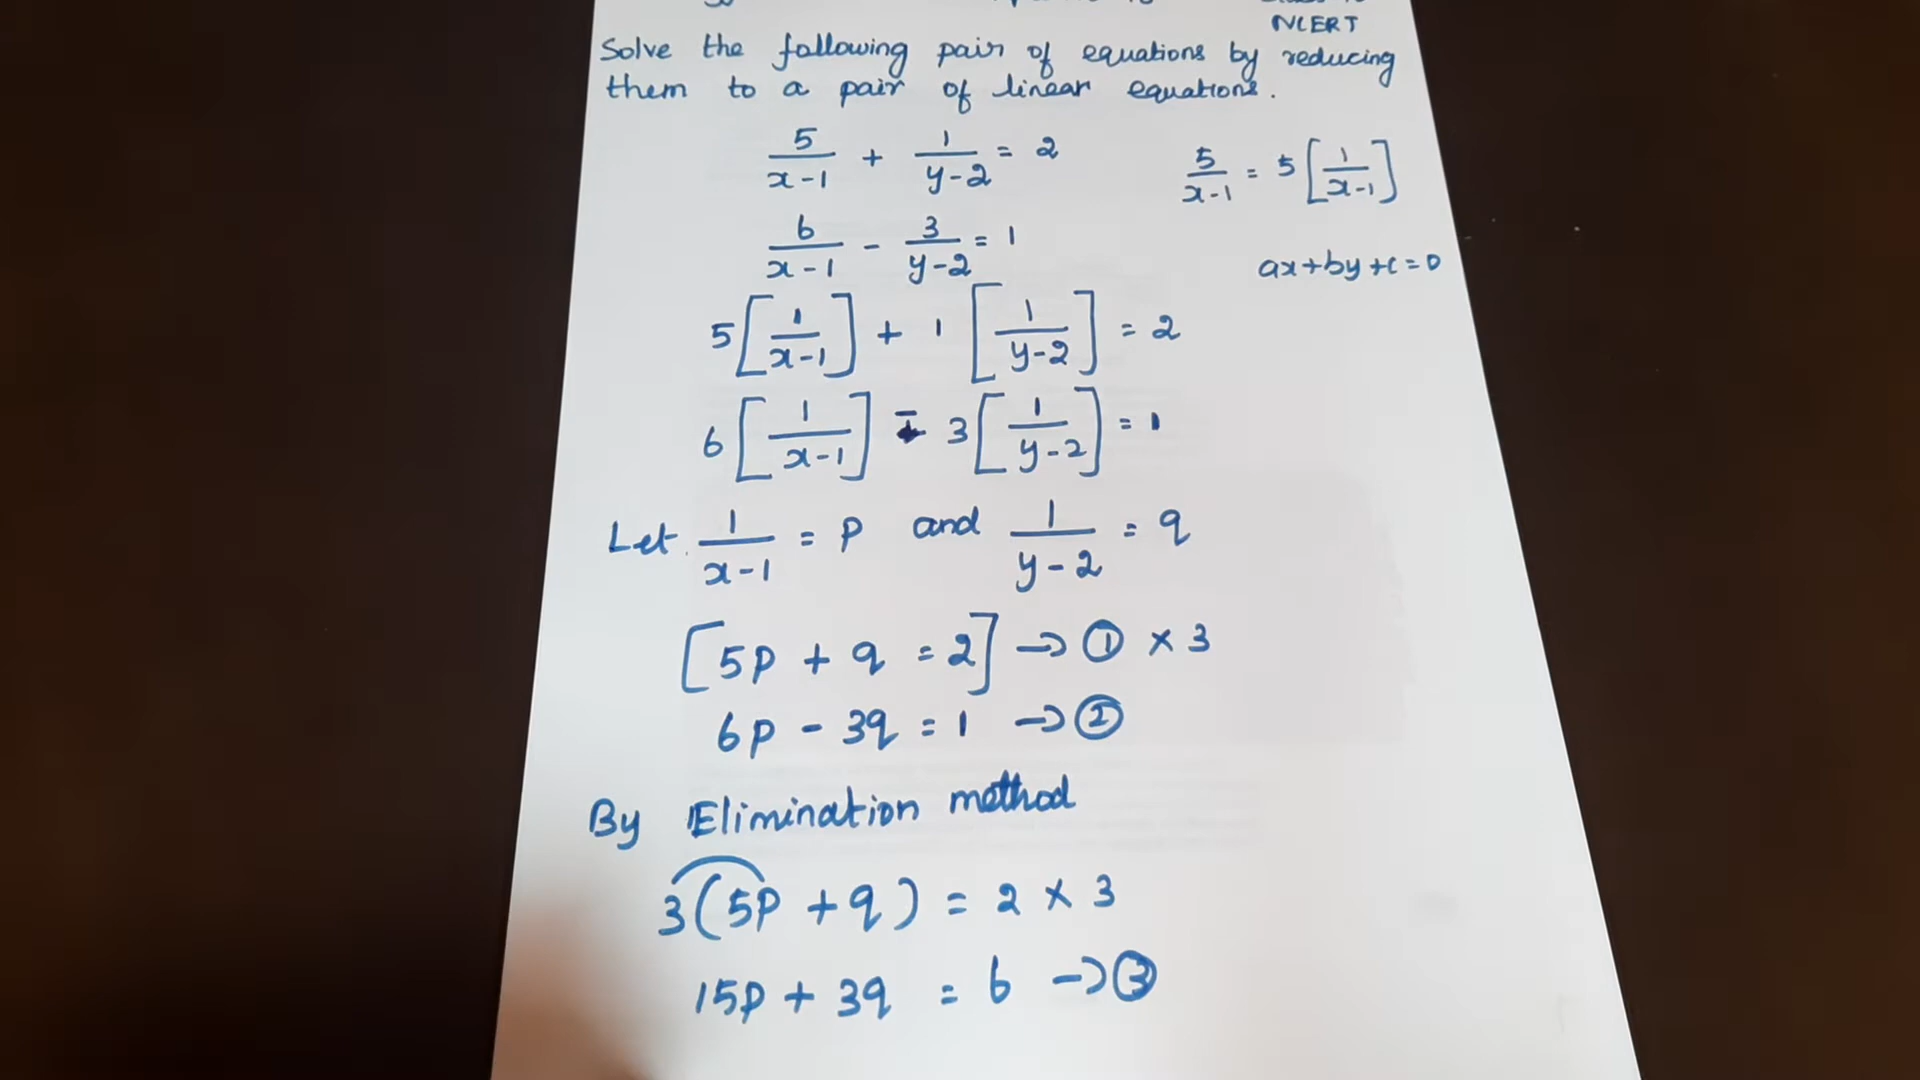 NCERT
Solve the following pair of equations by reducing
them to a pair of linear equations.
5/(x-1) + 1/(y-2) = 2
5/(x-1) = 5[1/(x-1)]
6/(x-1) - 3/(y-2) = 1
ax+by+c=0
5[1/(x-1)] + 1[1/(y-2)] = 2
6[1/(x-1)] - 3[1/(y-2)] = 1
Let 1/(x-1) = p and 1/(y-2) = q
[5p + q = 2] → ① × 3
6p - 3q = 1 → ②
By Elimination method
3(5p + q) = 2 × 3
15p + 3q = 6 → ③